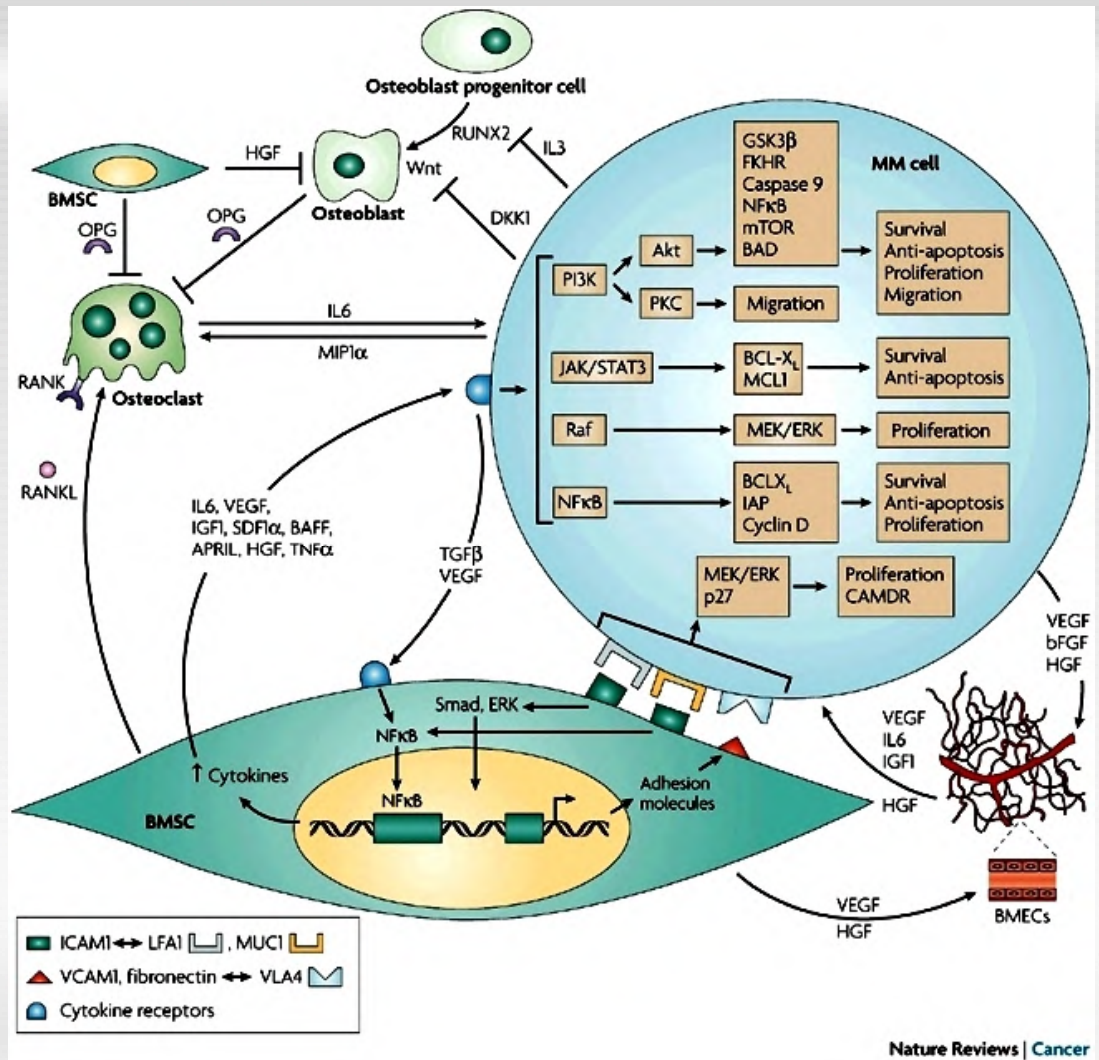 Osteoblast progenitor cell
RUNX2
IL3
HGF
Wnt
BMSC
Osteoblast
DKK1
OPG
OPG
MM cell
GSK3β
FKHR
Caspase 9
NFκB
mTOR
BAD
Akt
PI3K
PKC
Migration
Survival
Anti-apoptosis
Proliferation
Migration
IL6
MIP1α
RANK
Osteoclast
JAK/STAT3
BCL-XL
MCL1
Survival
Anti-apoptosis
Raf
MEK/ERK
Proliferation
RANKL
NFκB
BCLXL
IAP
Cyclin D
Survival
Anti-apoptosis
Proliferation
IL6, VEGF,
IGF1, SDF1α, BAFF,
APRIL, HGF, TNFα
TGFβ
VEGF
MEK/ERK
p27
Proliferation
CAMDR
VEGF
bFGF
HGF
VEGF
IL6
IGF1
HGF
Smad, ERK
NFκB
↑ Cytokines
NFκB
Adhesion
molecules
BMSC
VEGF
HGF
BMECs
ICAM1 ↔ LFA1 , MUC1
VCAM1, fibronectin ↔ VLA4
Cytokine receptors
Nature Reviews | Cancer